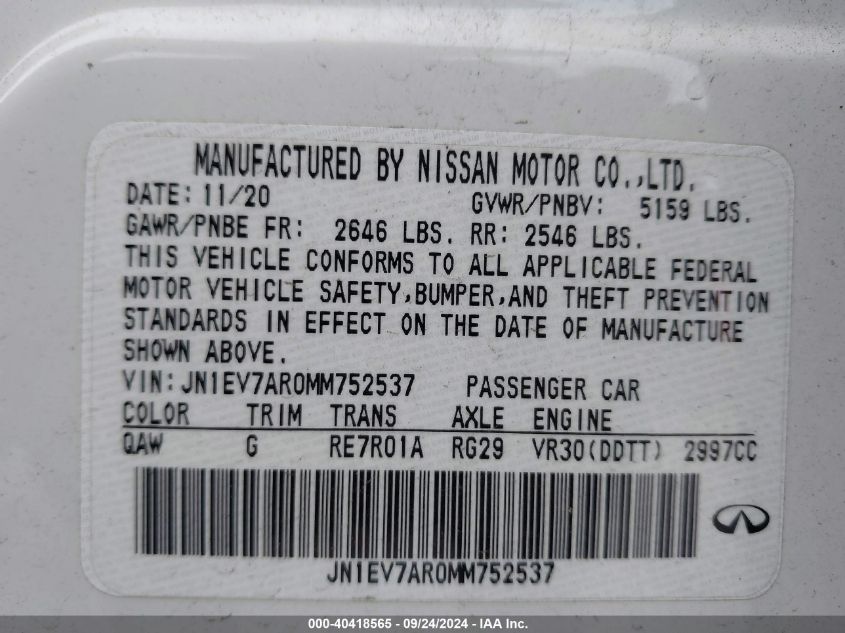 MANUFACTURED BY NISSAN MOTOR CO.,LTD.
DATE: 11/20 GVWR/PNBV: 5159 LBS.
GAWR/PNBE FR: 2646 LBS. RR: 2546 LBS.
THIS VEHICLE CONFORMS TO ALL APPLICABLE FEDERAL
MOTOR VEHICLE SAFETY,BUMPER,AND THEFT PREVENTION
STANDARDS IN EFFECT ON THE DATE OF MANUFACTURE
SHOWN ABOVE.
VIN:JN1EV7AR0MM752537 PASSENGER CAR
COLOR TRIM TRANS AXLE ENGINE
QAW G RE7R01A RG29 VR30(DDTT) 2997CC
JN1EV7AR0MM752537
000-40418565 - 09/24/2024 - IAA Inc.